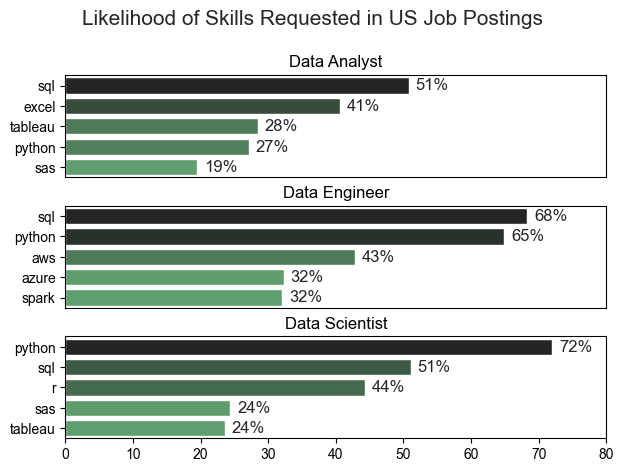 Likelihood of Skills Requested in US Job Postings
Data Analyst
sql 51%
excel 41%
tableau 28%
python 27%
sas 19%
Data Engineer
sql 68%
python 65%
aws 43%
azure 32%
spark 32%
Data Scientist
python 72%
sql 51%
r 44%
sas 24%
tableau 24%
0 10 20 30 40 50 60 70 80